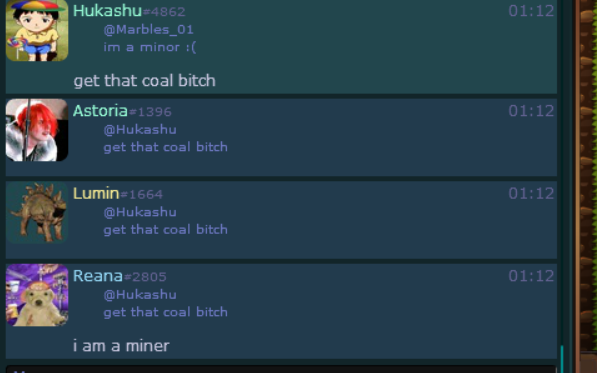 Hukashu#4862 01:12
@Marbles_01
im a minor :(
get that coal bitch
Astoria#1396 01:12
@Hukashu
get that coal bitch
Lumin#1664 01:12
@Hukashu
get that coal bitch
Reana#2805 01:12
@Hukashu
get that coal bitch
i am a miner